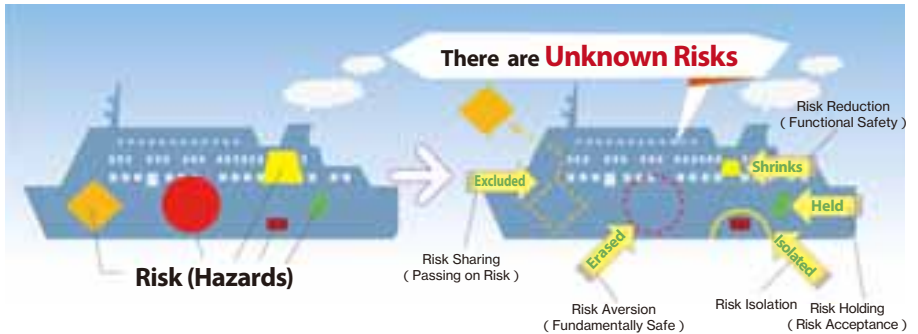 There are Unknown Risks
Risk Reduction
( Functional Safety )
Shrinks
Excluded
Held
Risk Sharing
( Passing on Risk )
Erased
Isolated
Risk (Hazards)
Risk Aversion
( Fundamentally Safe )
Risk Isolation
Risk Holding
( Risk Acceptance )